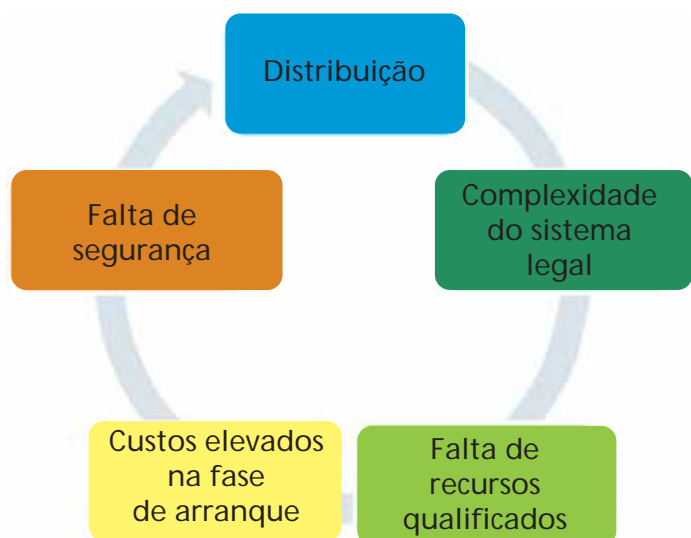 Distribuição
Complexidade
do sistema
legal
Falta de
recursos
qualificados
Custos elevados
na fase
de arranque
Falta de
segurança